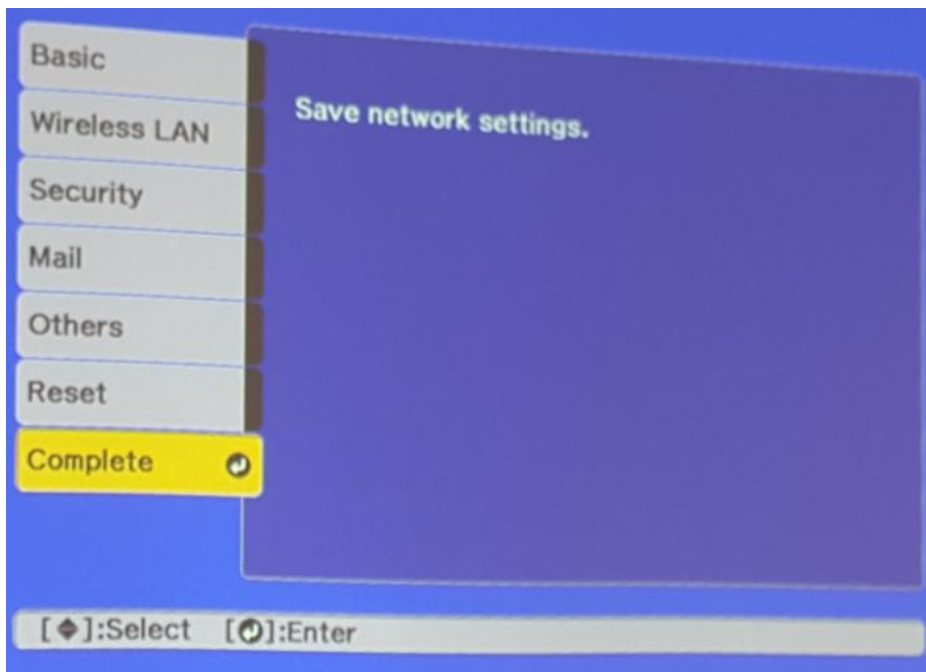 Basic
Wireless LAN
Security
Mail
Others
Reset
Complete
Save network settings.
[ ]:Select [ ]:Enter